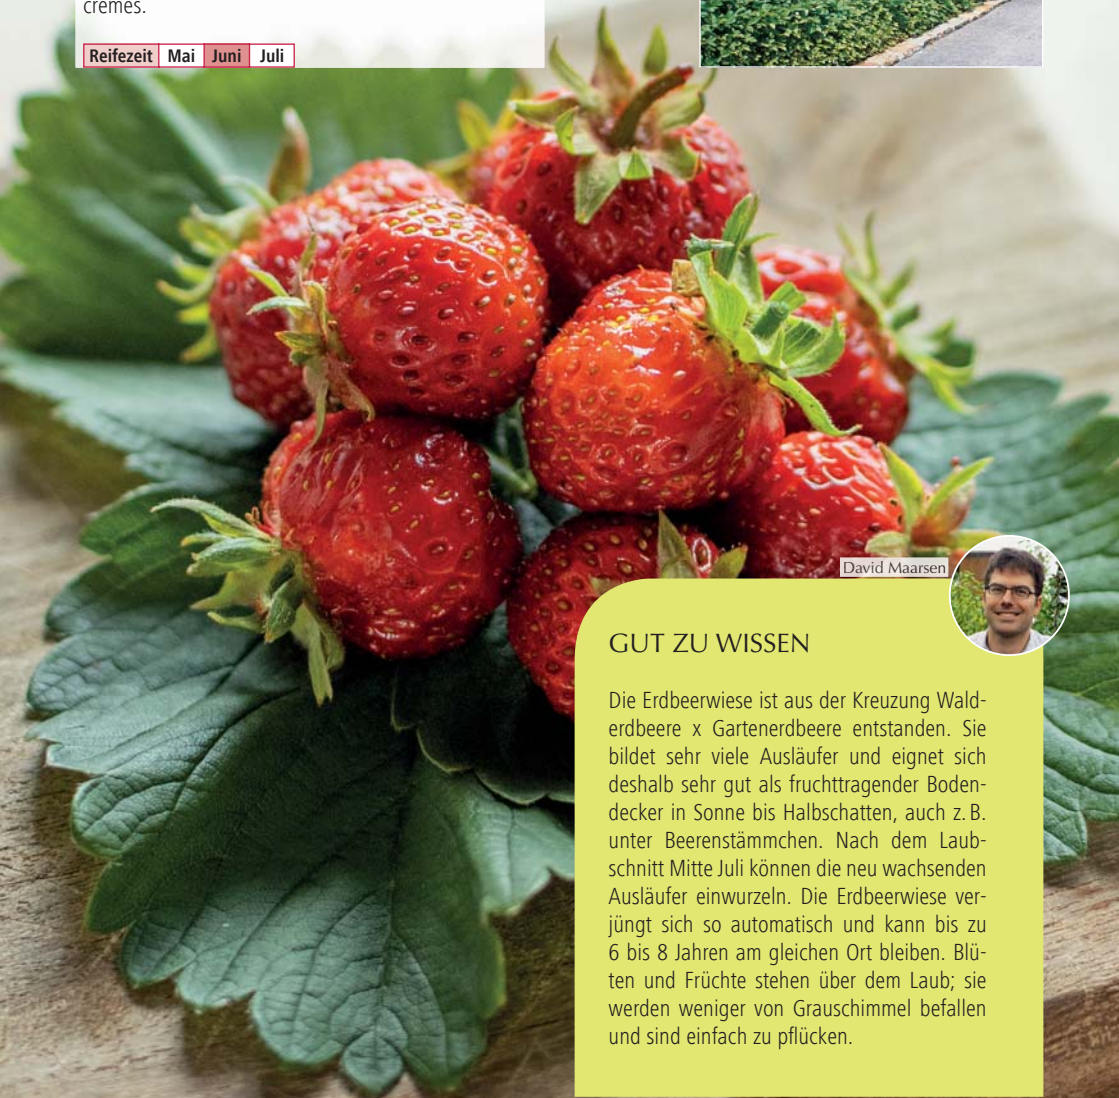 cremes.
Reifezeit Mai Juni Juli
David Maarsen
GUT ZU WISSEN
Die Erdbeerwiese ist aus der Kreuzung Wald-
erdbeere x Gartenerdbeere entstanden. Sie
bildet sehr viele Ausläufer und eignet sich
deshalb sehr gut als fruchttragender Boden-
decker in Sonne bis Halbschatten, auch z. B.
unter Beerenstämmchen. Nach dem Laub-
schnitt Mitte Juli können die neu wachsenden
Ausläufer einwurzeln. Die Erdbeerwiese ver-
jüngt sich so automatisch und kann bis zu
6 bis 8 Jahren am gleichen Ort bleiben. Blü-
ten und Früchte stehen über dem Laub; sie
werden weniger von Grauschimmel befallen
und sind einfach zu pflücken.